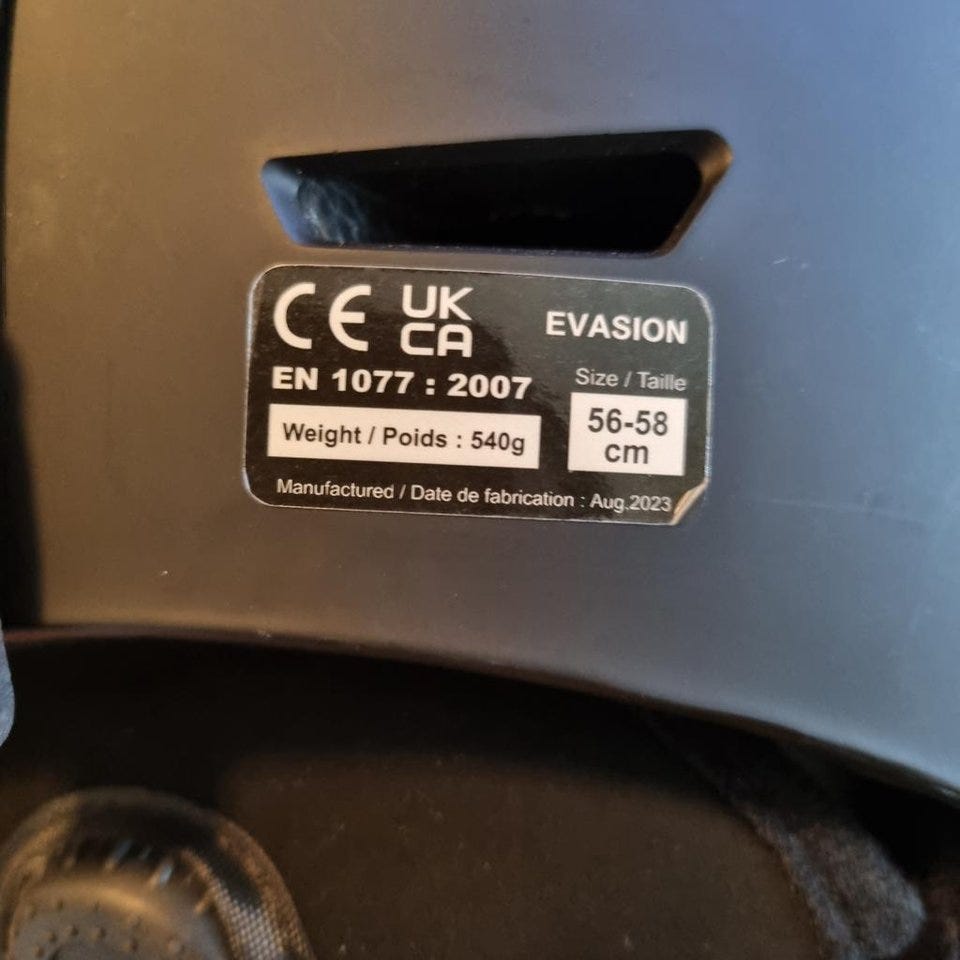 CE UK
CA
EVASION
EN 1077 : 2007
Size / Taille
56-58
cm
Weight / Poids : 540g
Manufactured / Date de fabrication : Aug.2023